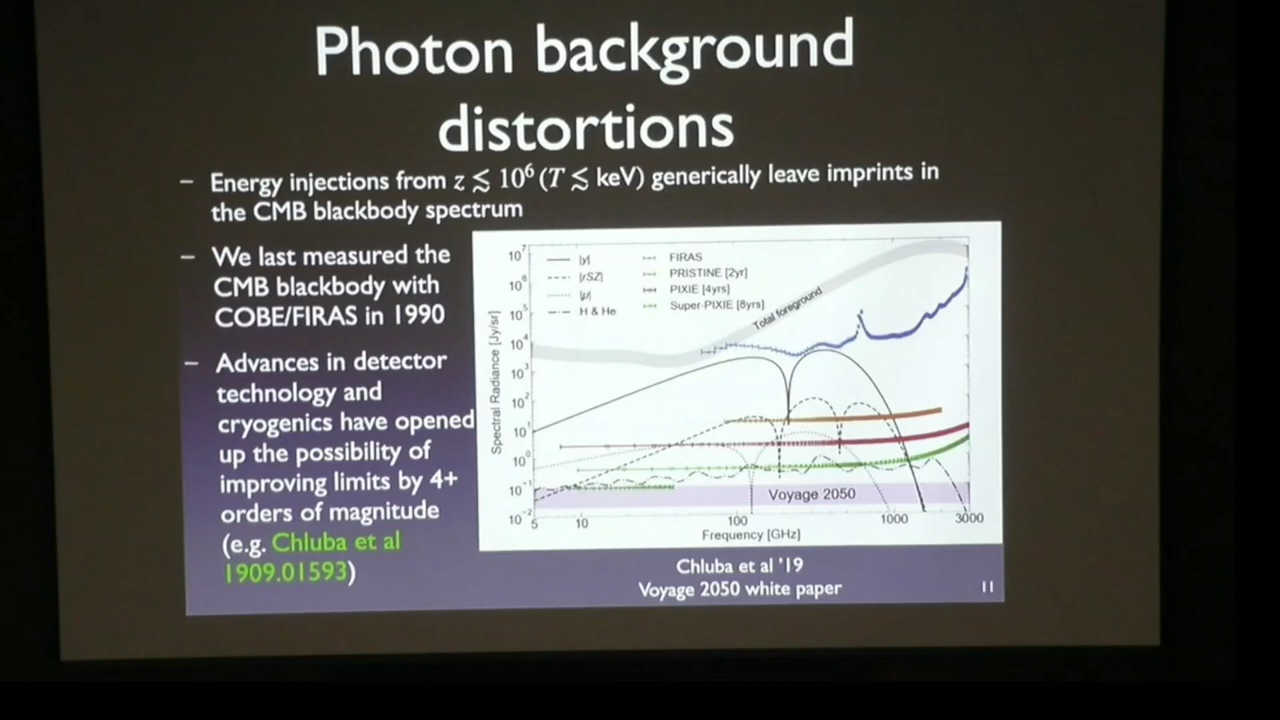 Photon background
distortions
– Energy injections from z ≲ 10⁶ (T ≲ keV) generically leave imprints in
the CMB blackbody spectrum
– We last measured the
CMB blackbody with
COBE/FIRAS in 1990
– Advances in detector
technology and
cryogenics have opened
up the possibility of
improving limits by 4+
orders of magnitude
(e.g. Chluba et al
1909.01593)
Spectral Radiance [Jy/sr]
10⁷
10⁶
10⁵
10⁴
10³
10²
10¹
10⁰
10⁻¹
10⁻²
|y|
|rSZ|
|μ|
H & He
FIRAS
PRISTINE [2yr]
PIXIE [4yrs]
Super-PIXIE [8yrs]
Total foreground
Voyage 2050
5 10 100 1000 3000
Frequency [GHz]
Chluba et al '19
Voyage 2050 white paper
11